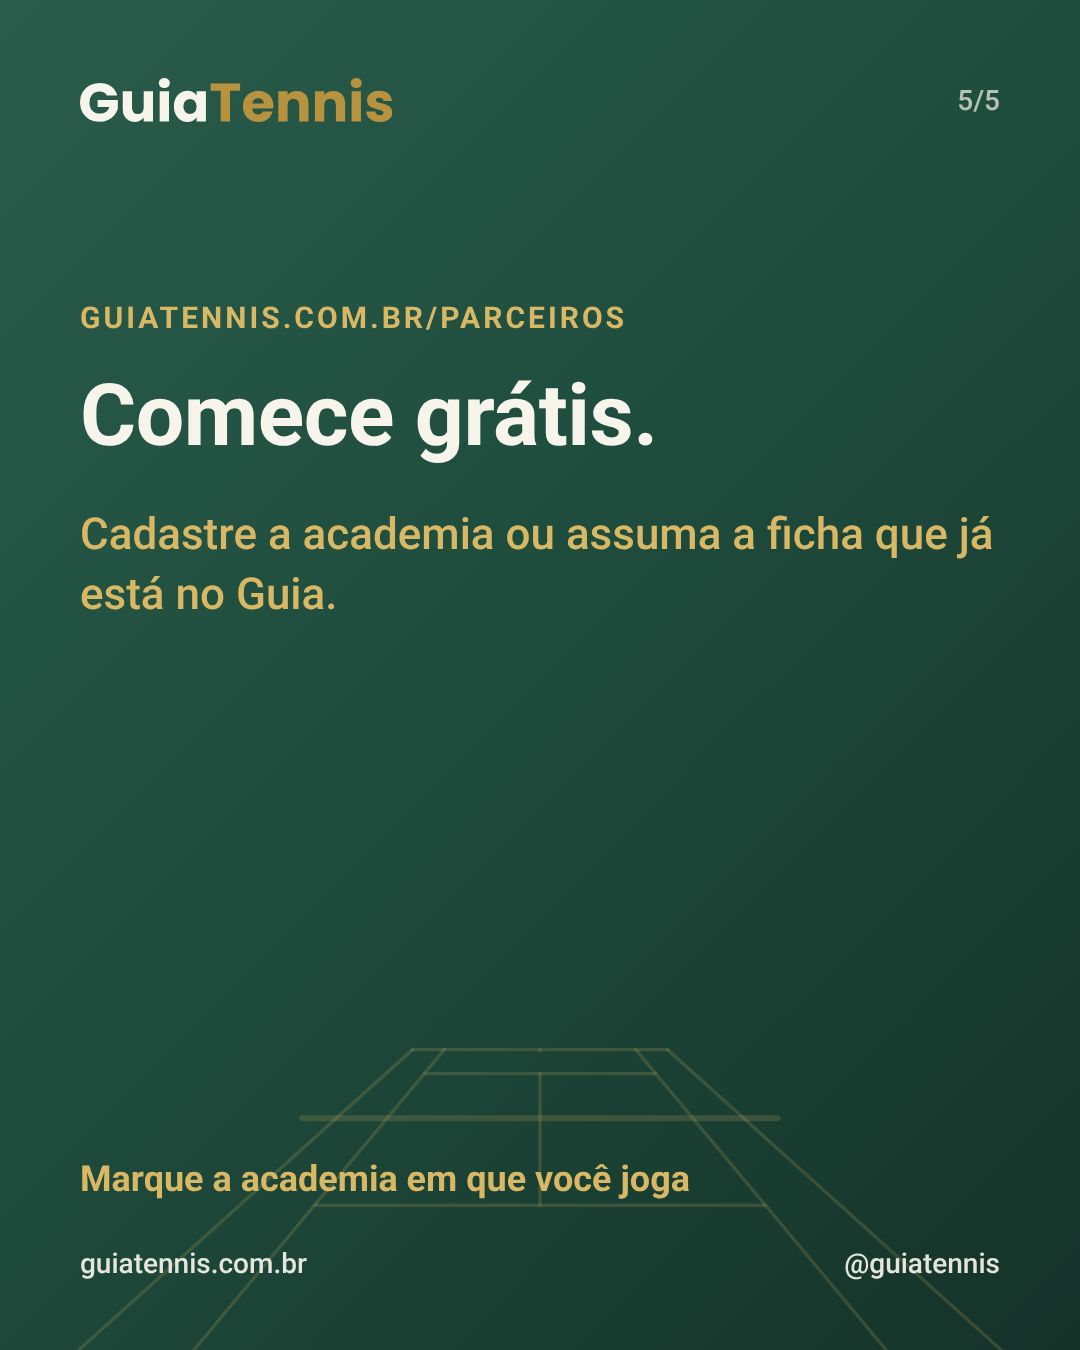 GuiaTennis
5/5
GUIATENNIS.COM.BR/PARCEIROS
Comece grátis.
Cadastre a academia ou assuma a ficha que já
está no Guia.
Marque a academia em que você joga
guiatennis.com.br
@guiatennis